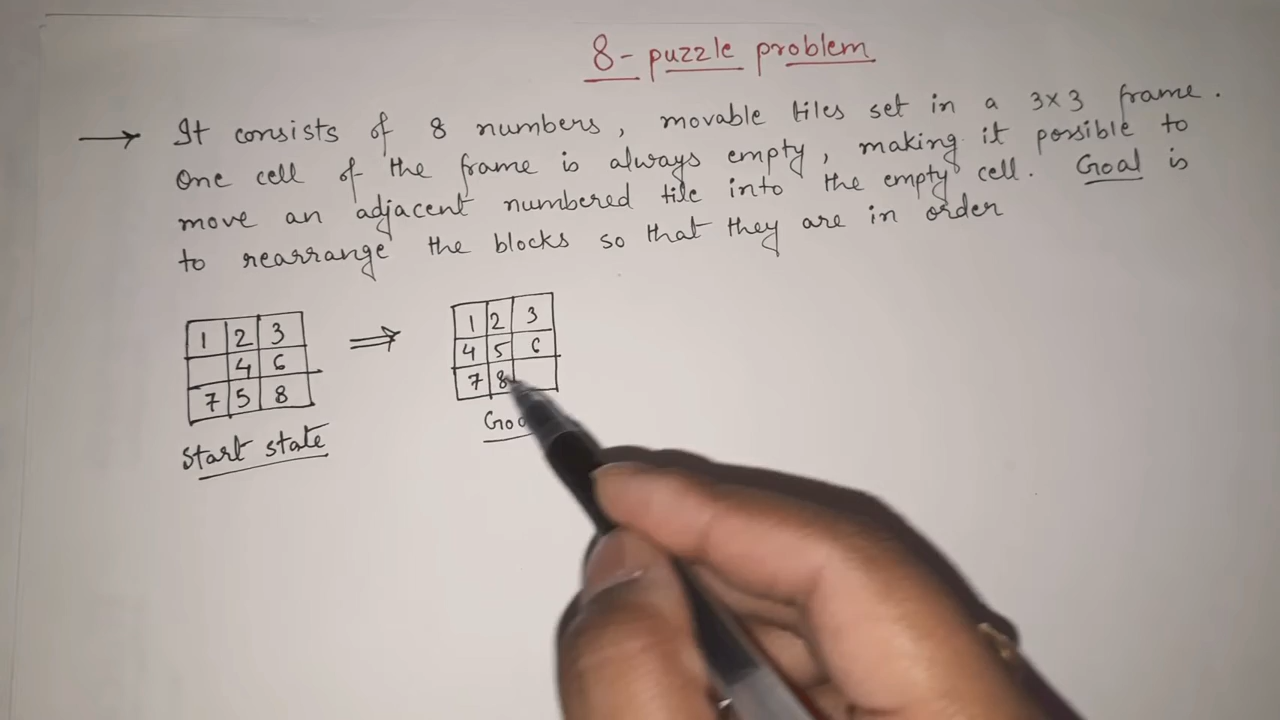 8-puzzle problem
→ It consists of 8 numbers, movable tiles set in a 3×3 frame.
One cell of the frame is always empty, making it possible to
move an adjacent numbered tile into the empty cell. Goal is
to rearrange the blocks so that they are in order
1 2 3
4 6
7 5 8
Start state
⇒
1 2 3
4 5 6
7 8